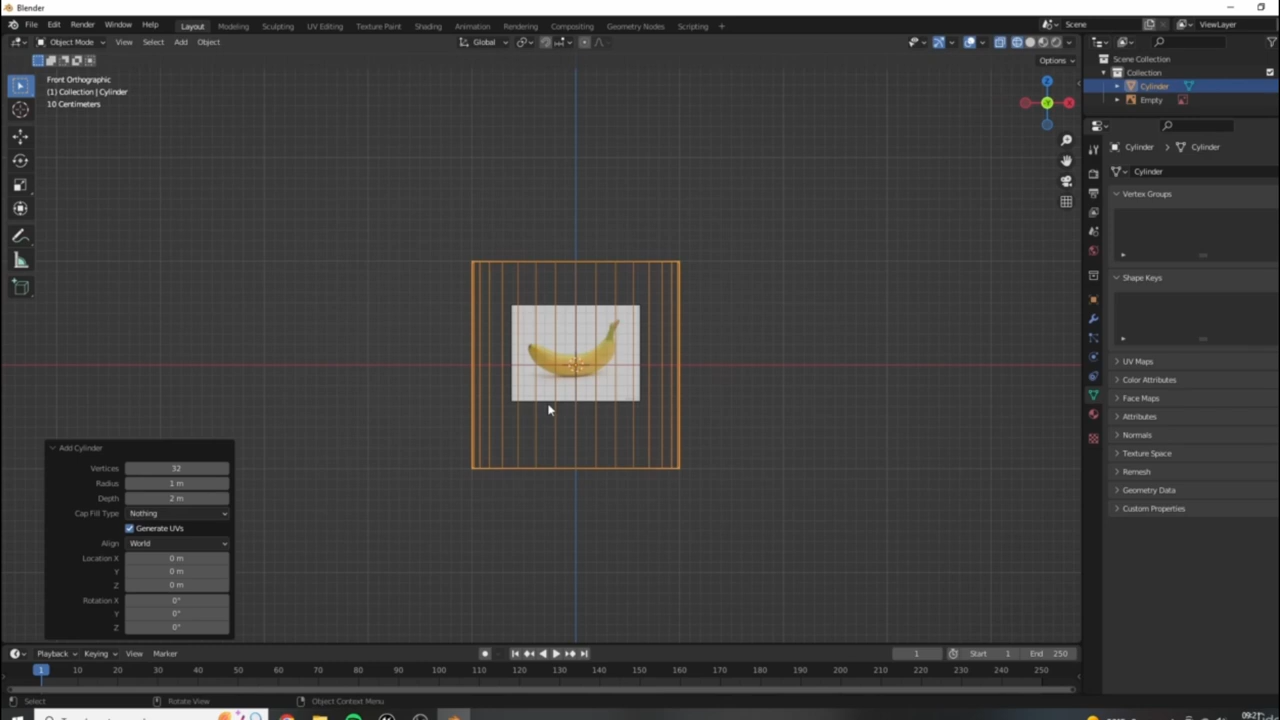 Blender
File Edit Render Window Help Layout Modeling Sculpting UV Editing Texture Paint Shading Animation Rendering Compositing Geometry Nodes Scripting + Scene ViewLayer
Object Mode View Select Add Object Global
Options
Front Orthographic
(1) Collection | Cylinder
10 Centimeters
Y
Scene Collection
Collection
Cylinder
Empty
Cylinder > Cylinder
Cylinder
Vertex Groups
Shape Keys
UV Maps
Color Attributes
Face Maps
Attributes
Normals
Texture Space
Remesh
Geometry Data
Custom Properties
Add Cylinder
Vertices 32
Radius 1 m
Depth 2 m
Cap Fill Type Nothing
Generate UVs
Align World
Location X 0 m
Y 0 m
Z 0 m
Rotation X 0°
Y 0°
Z 0°
Playback Keying View Marker 1 Start 1 End 250
1 10 20 30 40 50 60 70 80 90 100 110 120 130 140 150 160 170 180 190 200 210 220 230 240 250
Select Rotate View Object Context Menu